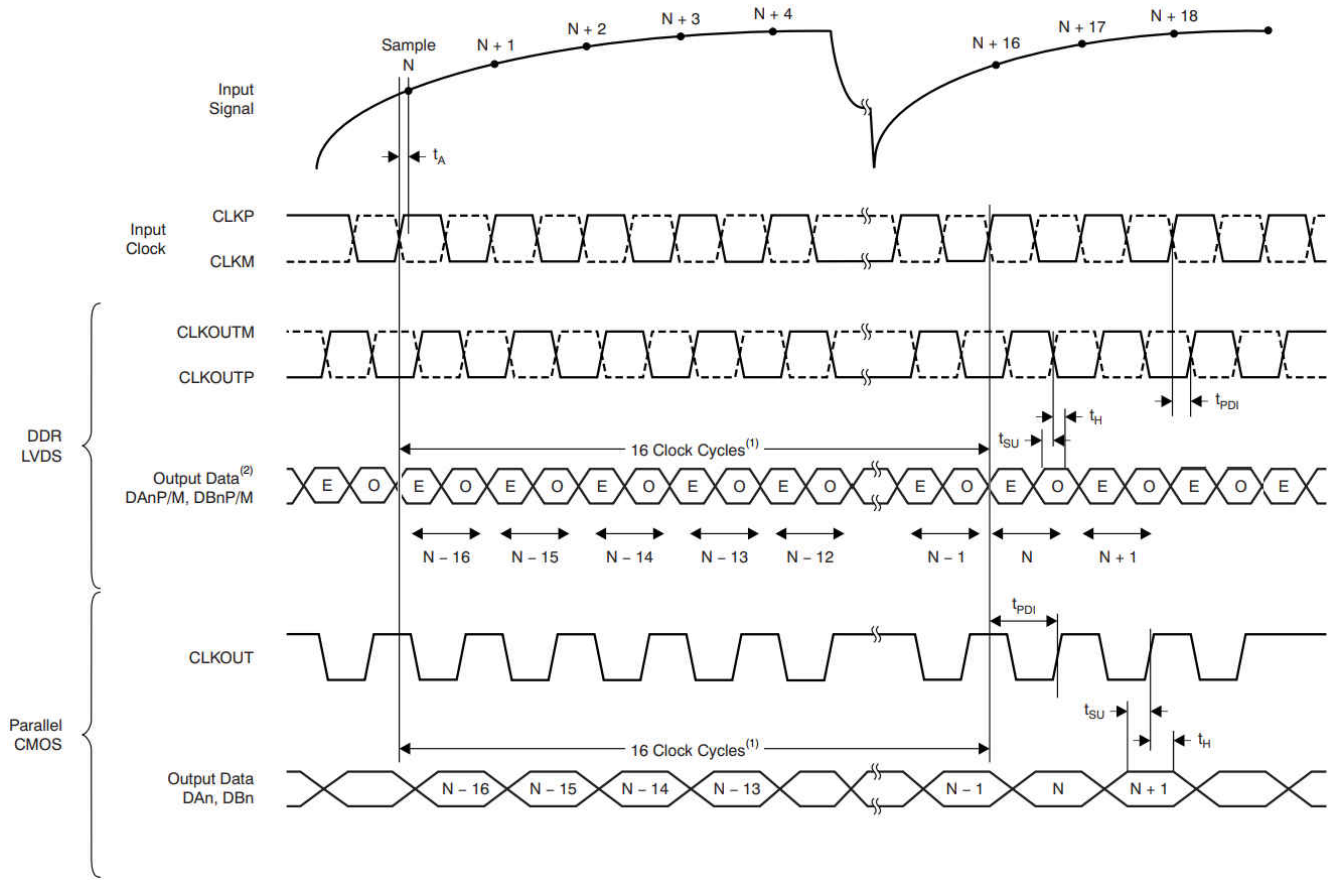 Sample
N
N + 1
N + 2
N + 3
N + 4
N + 16
N + 17
N + 18
Input
Signal
tA
Input
Clock
CLKP
CLKM
DDR
LVDS
CLKOUTM
CLKOUTP
tPDI
tH
tSU
16 Clock Cycles(1)
Output Data(2)
DAnP/M, DBnP/M
E O E O E O E O E O E O E O E O E O E O E
N − 16
N − 15
N − 14
N − 13
N − 12
N − 1
N
N + 1
Parallel
CMOS
tPDI
CLKOUT
tSU
tH
16 Clock Cycles(1)
Output Data
DAn, DBn
N − 16
N − 15
N − 14
N − 13
N − 1
N
N + 1